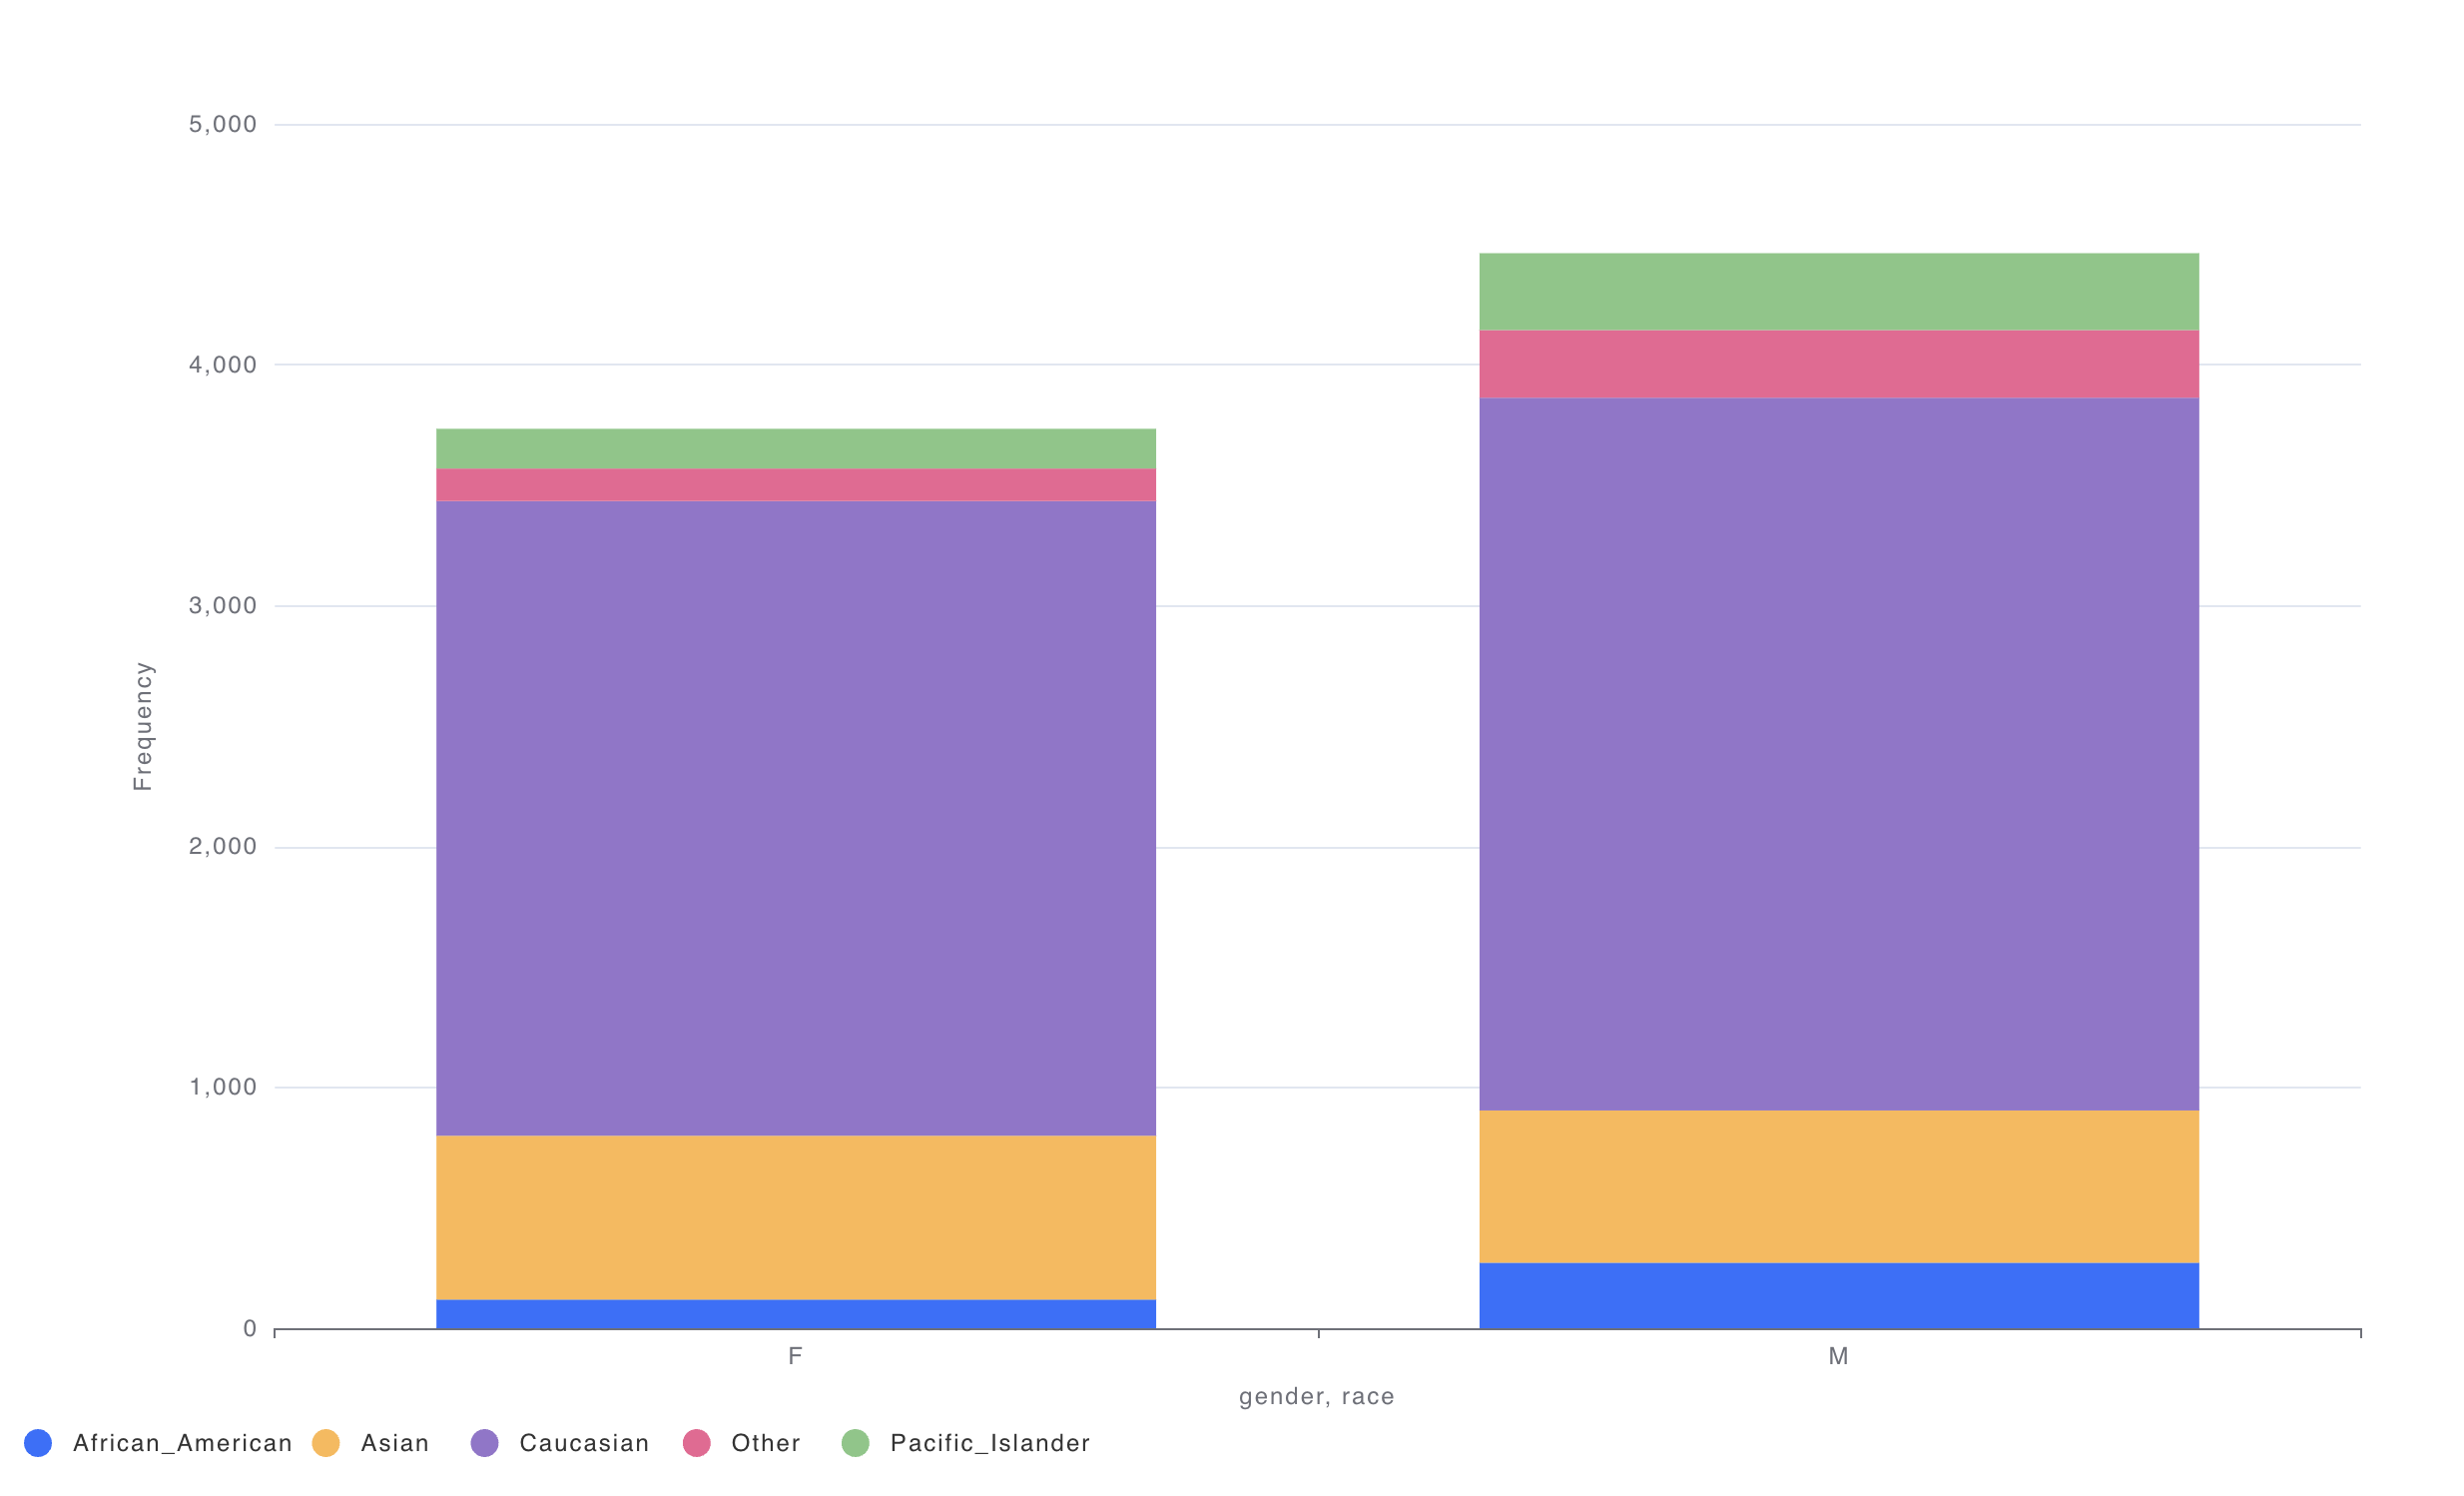 5,000
4,000
3,000
2,000
1,000
0
Frequency
F M
gender, race
African_American Asian Caucasian Other Pacific_Islander